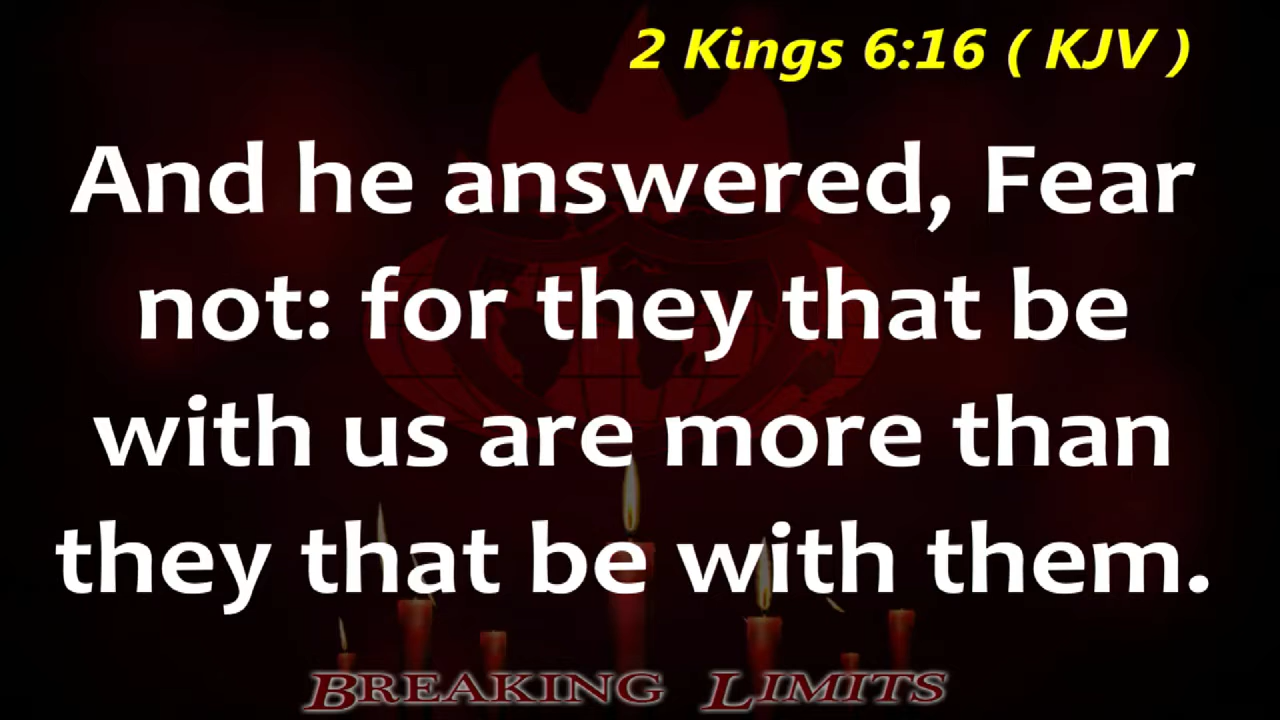 2 Kings 6:16 ( KJV )
And he answered, Fear
not: for they that be
with us are more than
they that be with them.
BREAKING LIMITS